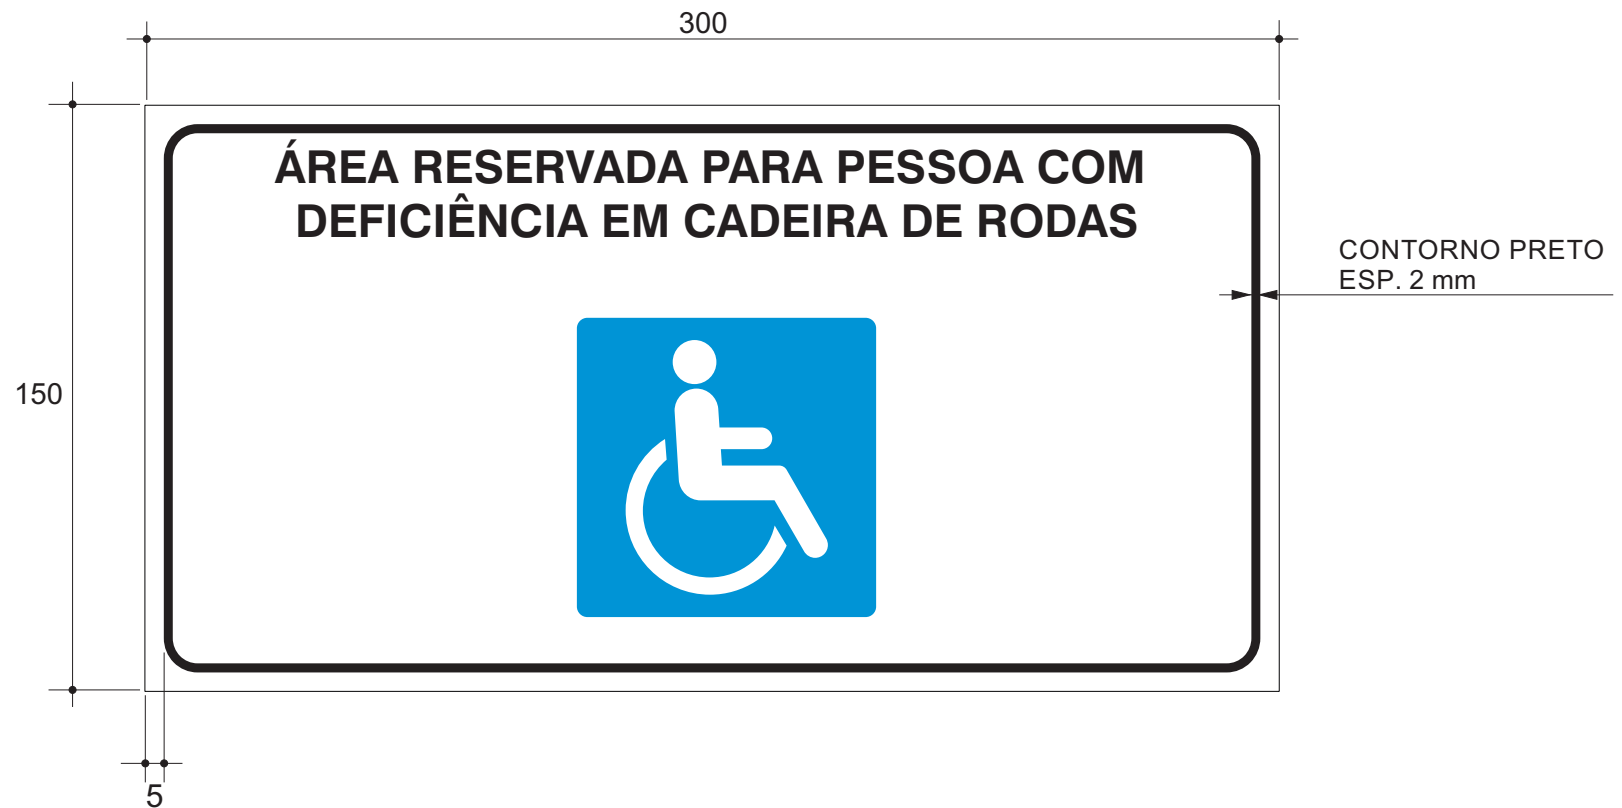 300
ÁREA RESERVADA PARA PESSOA COM
DEFICIÊNCIA EM CADEIRA DE RODAS
CONTORNO PRETO
ESP. 2 mm
150
5